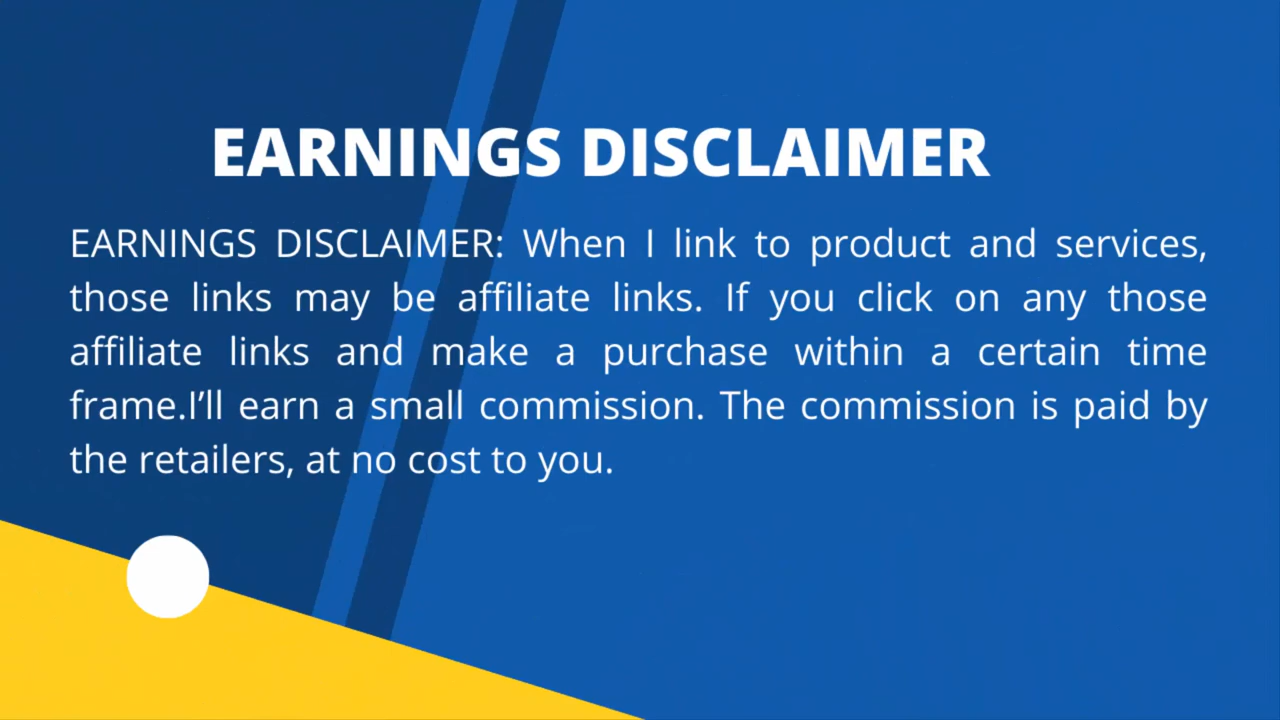 EARNINGS DISCLAIMER
EARNINGS DISCLAIMER: When I link to product and services,
those links may be affiliate links. If you click on any those
affiliate links and make a purchase within a certain time
frame.I’ll earn a small commission. The commission is paid by
the retailers, at no cost to you.